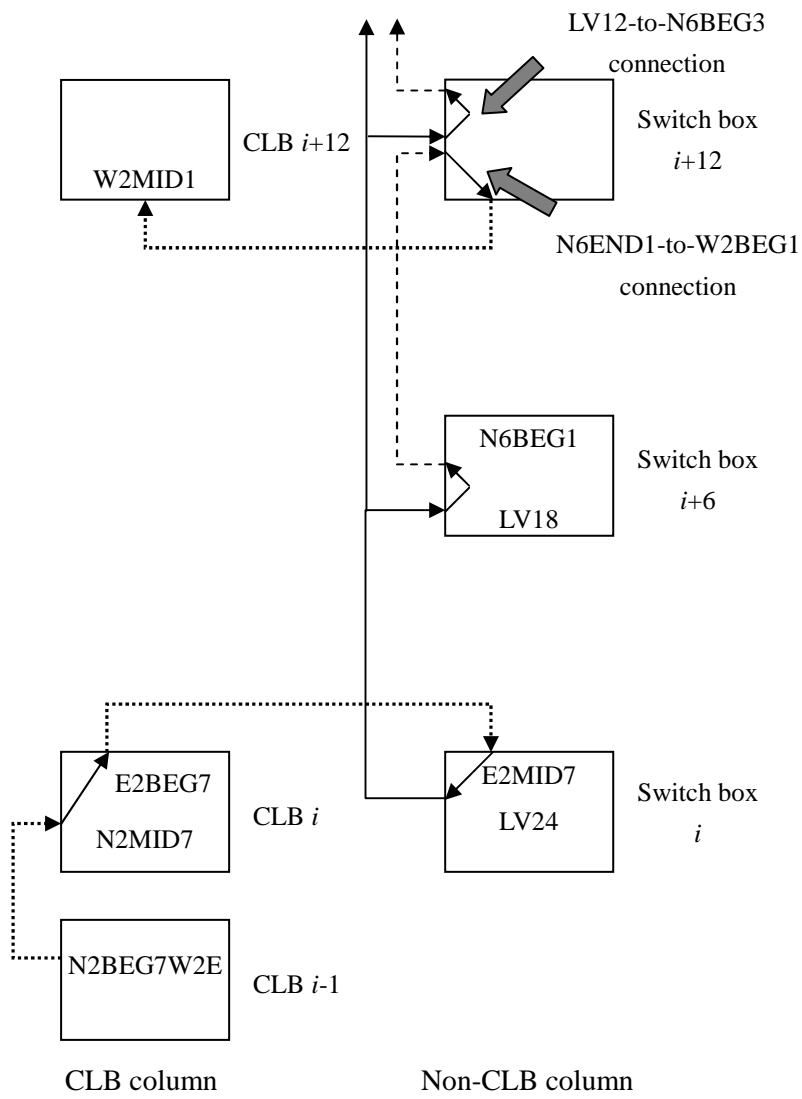 LV12-to-N6BEG3
connection
CLB i+12
W2MID1
Switch box
i+12
N6END1-to-W2BEG1
connection
N6BEG1
LV18
Switch box
i+6
E2BEG7
N2MID7
CLB i
E2MID7
LV24
Switch box
i
N2BEG7W2E
CLB i-1
CLB column
Non-CLB column